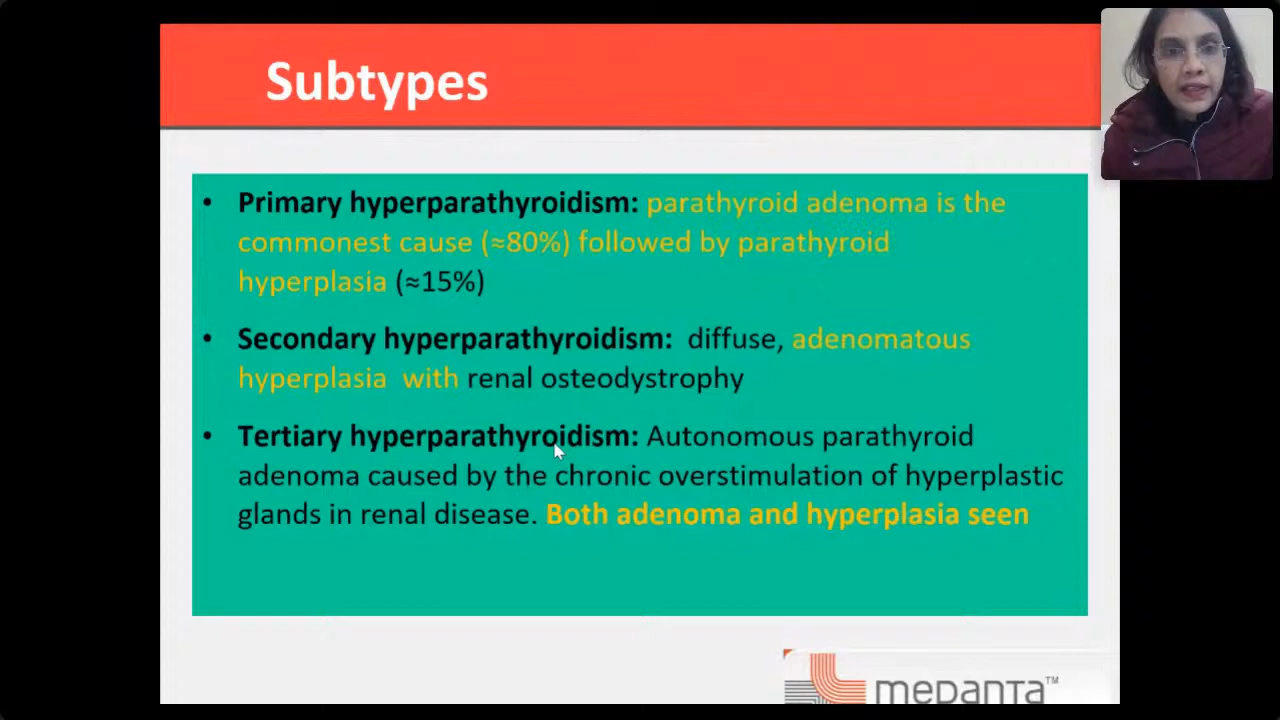 Subtypes
• Primary hyperparathyroidism: parathyroid adenoma is the
commonest cause (≈80%) followed by parathyroid
hyperplasia (≈15%)
• Secondary hyperparathyroidism: diffuse, adenomatous
hyperplasia with renal osteodystrophy
• Tertiary hyperparathyroidism: Autonomous parathyroid
adenoma caused by the chronic overstimulation of hyperplastic
glands in renal disease. Both adenoma and hyperplasia seen
medanta™